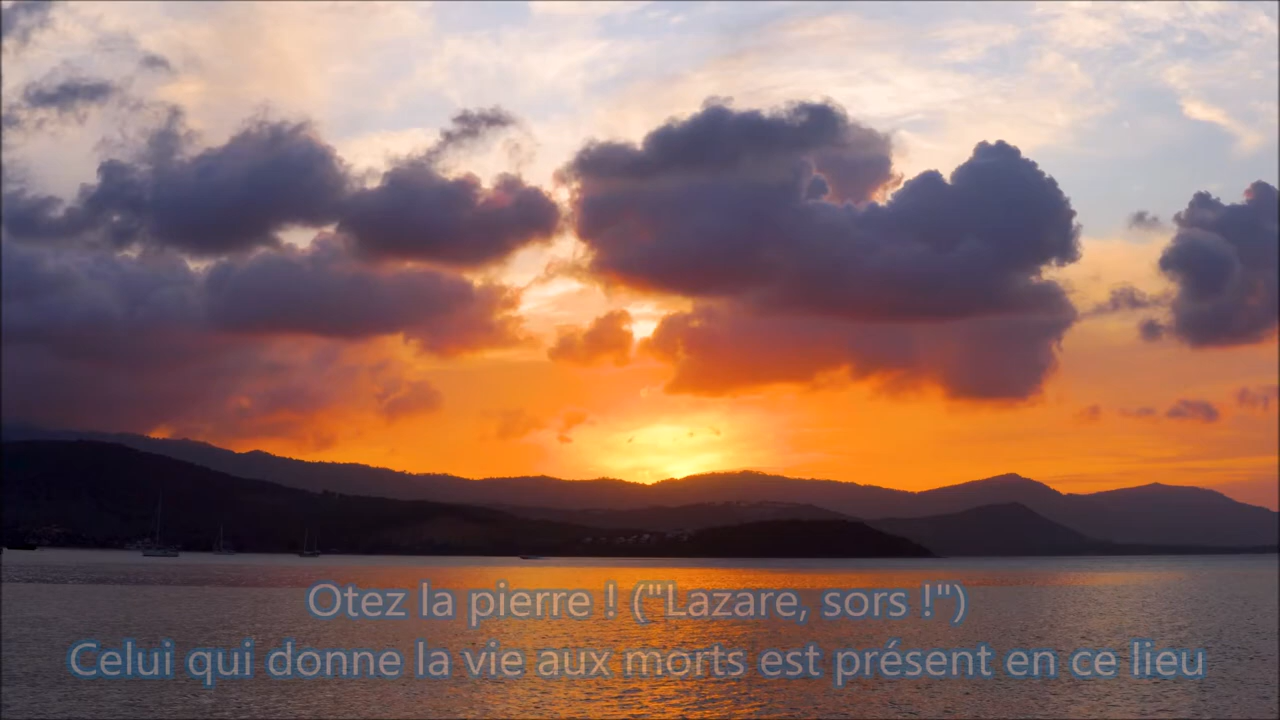 Otez la pierre ! ("Lazare, sors !")
Celui qui donne la vie aux morts est présent en ce lieu